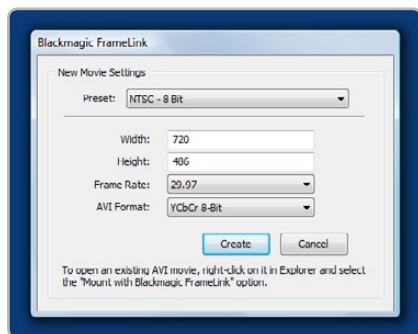 Blackmagic FrameLink
New Movie Settings
Preset: NTSC - 8 Bit
Width: 720
Height: 486
Frame Rate: 29.97
AVI Format: YCbCr 8-Bit
Create Cancel
To open an existing AVI movie, right-click on it in Explorer and select
the "Mount with Blackmagic FrameLink" option.